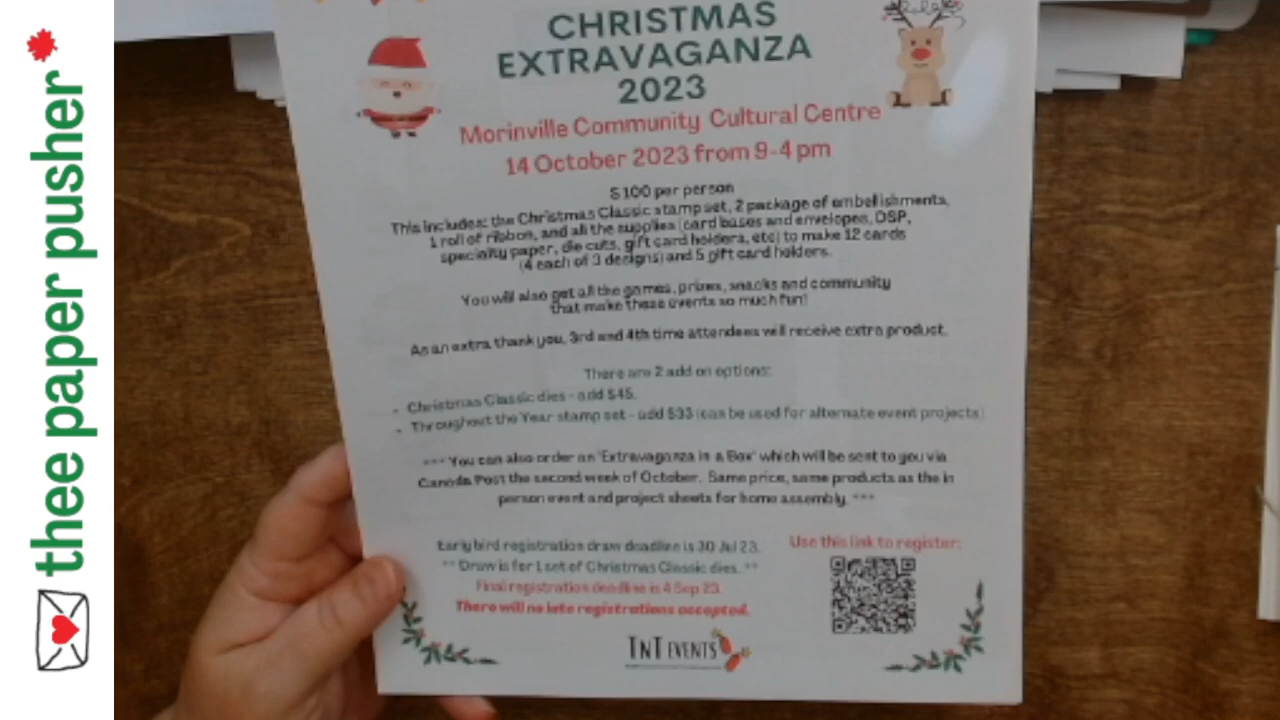 thee paper pusher
CHRISTMAS
EXTRAVAGANZA
2023
Morinville Community Cultural Centre
14 October 2023 from 9-4 pm
$100 per person
This includes: the Christmas Classic stamp set, 2 package of embellishments,
1 roll of ribbon, and all the supplies (card bases and envelopes, DSP,
specialty paper, die cuts, gift card holders, etc) to make 12 cards
(4 each of 3 designs) and 5 gift card holders.
You will also get all the games, prizes, snacks and community
that make these events so much fun!
As an extra thank you, 3rd and 4th time attendees will receive extra product.
There are 2 add on options:
- Christmas Classic dies - add $45.
- Throughout the Year stamp set - add $33 (can be used for alternate event projects)
*** You can also order an "Extravaganza in a Box" which will be sent to you via
Canada Post the second week of October. Same price, same products as the in
person event and project sheets for home assembly. ***
Early bird registration draw deadline is 30 Jul 23.
** Draw is for 1 set of Christmas Classic dies. **
Final registration deadline is 4 Sep 23.
There will no late registrations accepted.
Use this link to register:
TNT EVENTS